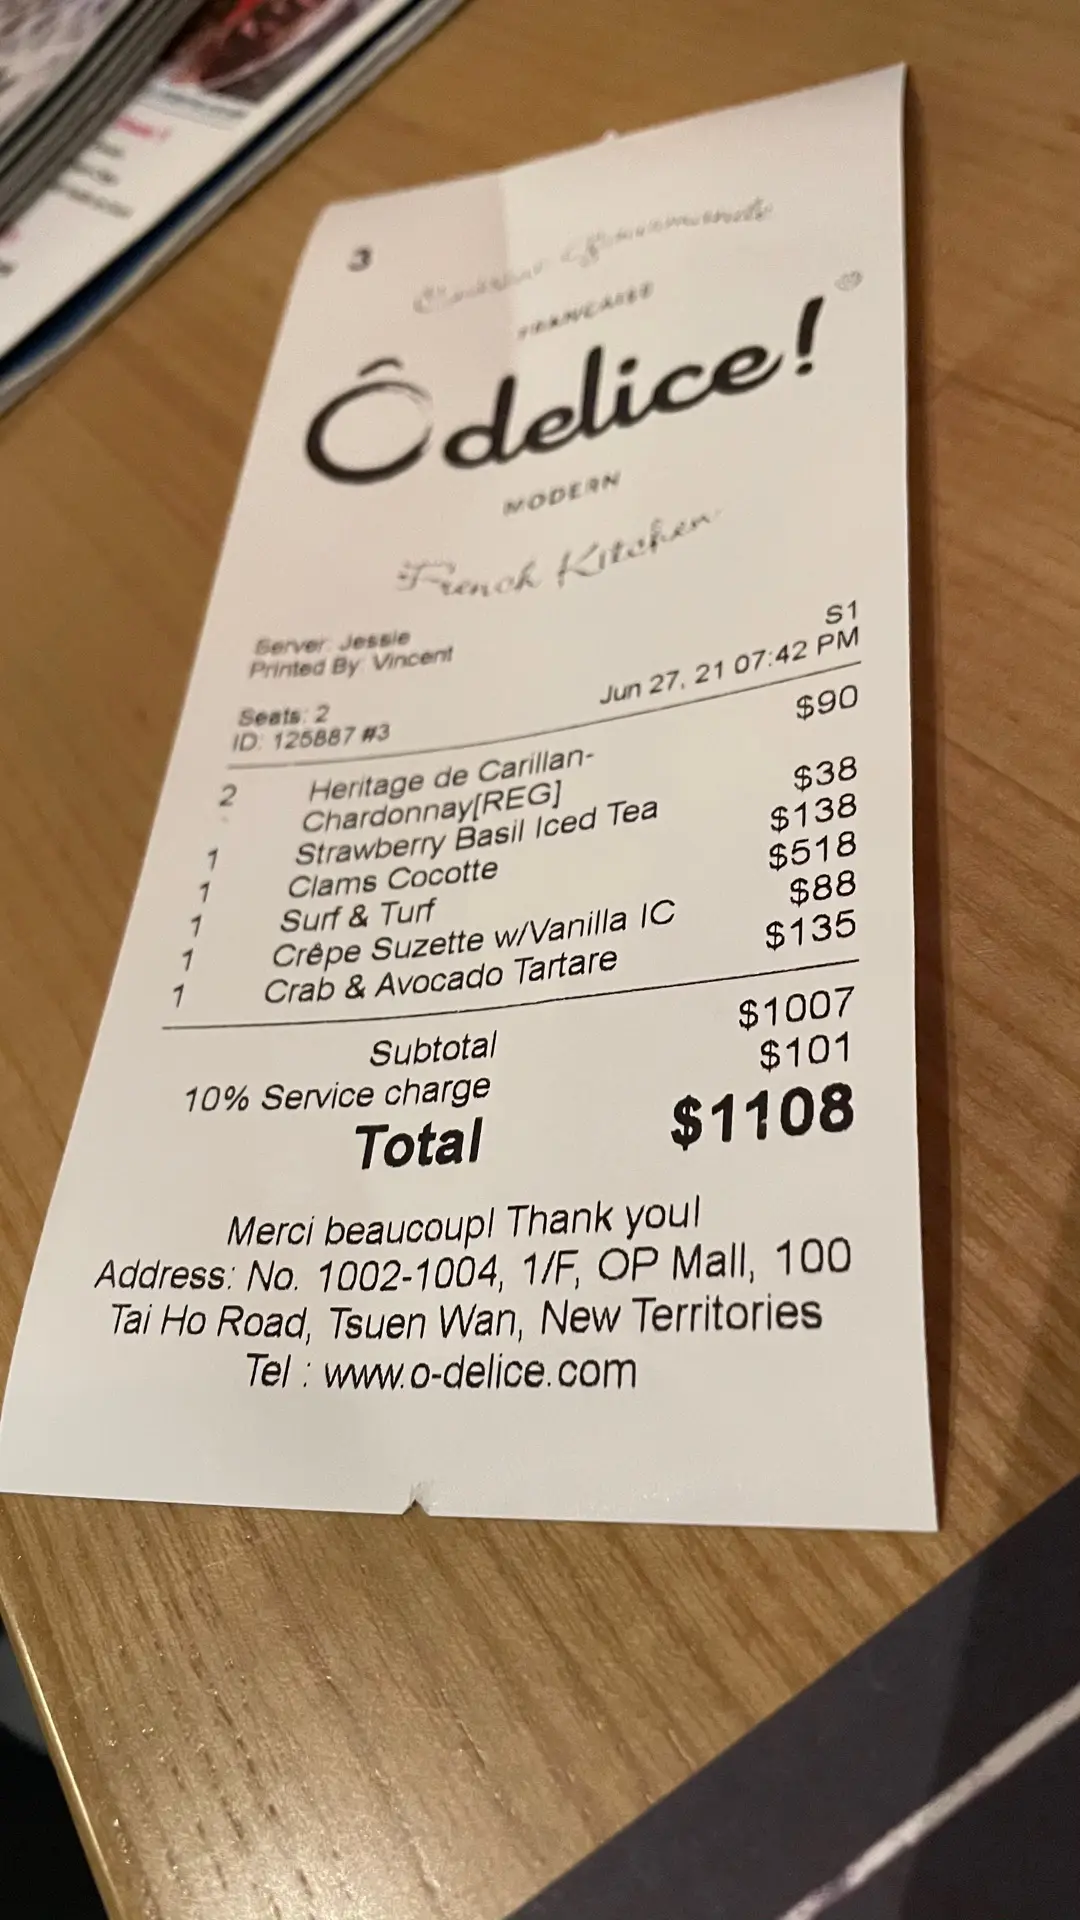 3
Gourmande
FRANÇAISE
Ôdelice!
MODERN
French Kitchen
Server: Jessie S1
Printed By: Vincent
Jun 27, 21 07:42 PM
Seats: 2
ID: 125887 #3
2 Heritage de Carillan- $90
Chardonnay[REG]
1 Strawberry Basil Iced Tea $38
1 Clams Cocotte $138
1 Surf & Turf $518
1 Crêpe Suzette w/Vanilla IC $88
1 Crab & Avocado Tartare $135
Subtotal $1007
10% Service charge $101
Total $1108
Merci beaucoup! Thank you!
Address: No. 1002-1004, 1/F, OP Mall, 100
Tai Ho Road, Tsuen Wan, New Territories
Tel : www.o-delice.com